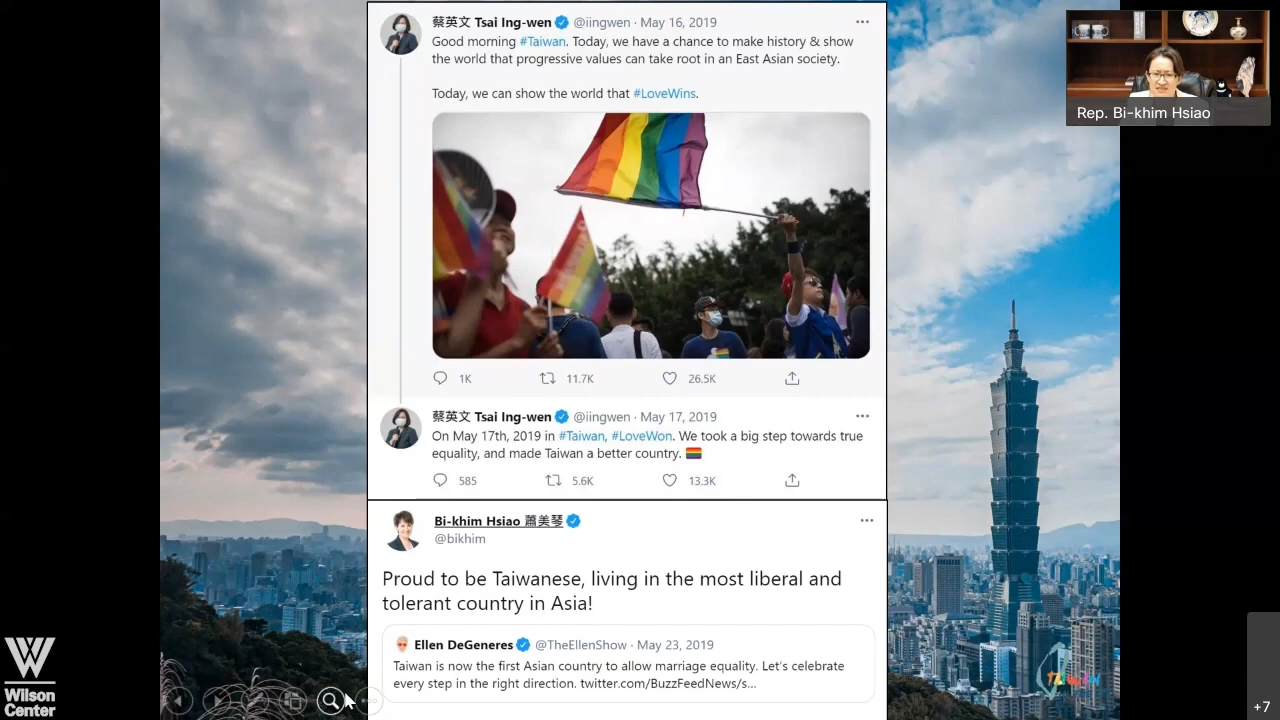 蔡英文 Tsai Ing-wen @iingwen · May 16, 2019
Good morning #Taiwan. Today, we have a chance to make history & show
the world that progressive values can take root in an East Asian society.
Today, we can show the world that #LoveWins.
1K 11.7K 26.5K
蔡英文 Tsai Ing-wen @iingwen · May 17, 2019
On May 17th, 2019 in #Taiwan, #LoveWon. We took a big step towards true
equality, and made Taiwan a better country. 🏳️‍🌈
585 5.6K 13.3K
Bi-khim Hsiao 蕭美琴
@bikhim
Proud to be Taiwanese, living in the most liberal and
tolerant country in Asia!
Ellen DeGeneres @TheEllenShow · May 23, 2019
Taiwan is now the first Asian country to allow marriage equality. Let's celebrate
every step in the right direction. twitter.com/BuzzFeedNews/s...
Rep. Bi-khim Hsiao
W
Wilson
Center
TAIWAN
+7